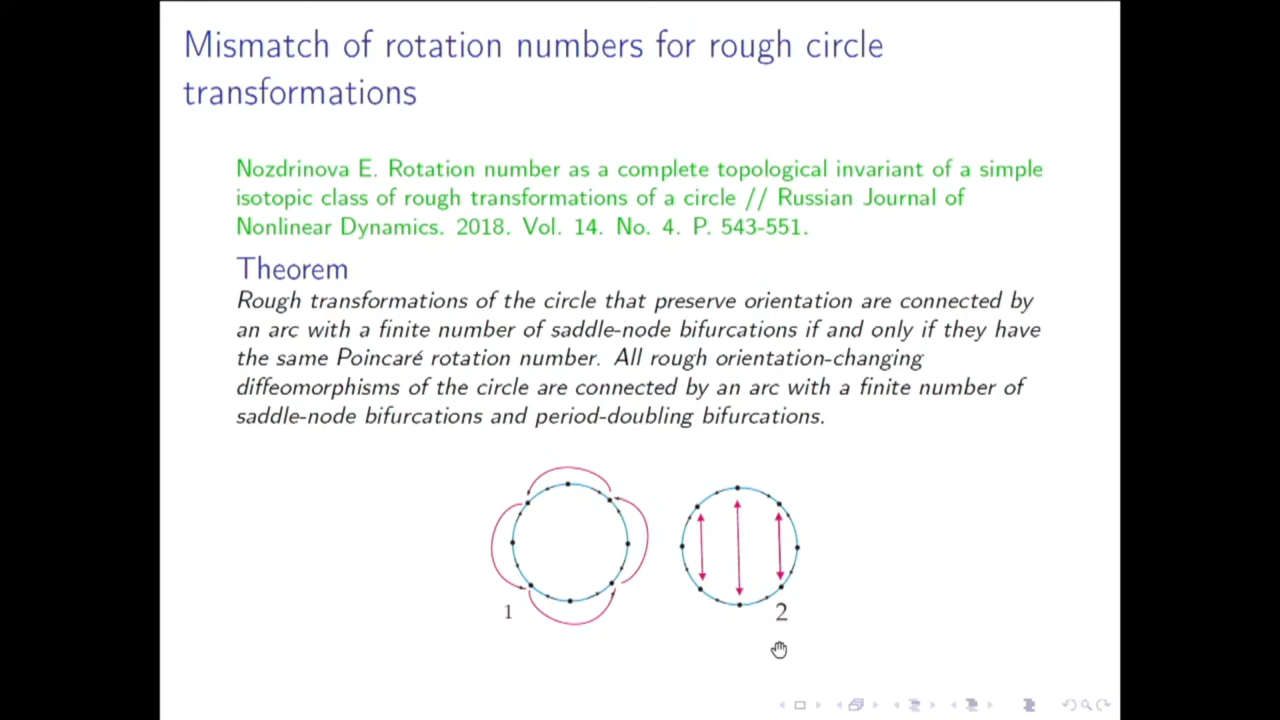 Mismatch of rotation numbers for rough circle
transformations
Nozdrinova E. Rotation number as a complete topological invariant of a simple
isotopic class of rough transformations of a circle // Russian Journal of
Nonlinear Dynamics. 2018. Vol. 14. No. 4. P. 543-551.
Theorem
Rough transformations of the circle that preserve orientation are connected by
an arc with a finite number of saddle-node bifurcations if and only if they have
the same Poincaré rotation number. All rough orientation-changing
diffeomorphisms of the circle are connected by an arc with a finite number of
saddle-node bifurcations and period-doubling bifurcations.
1
2